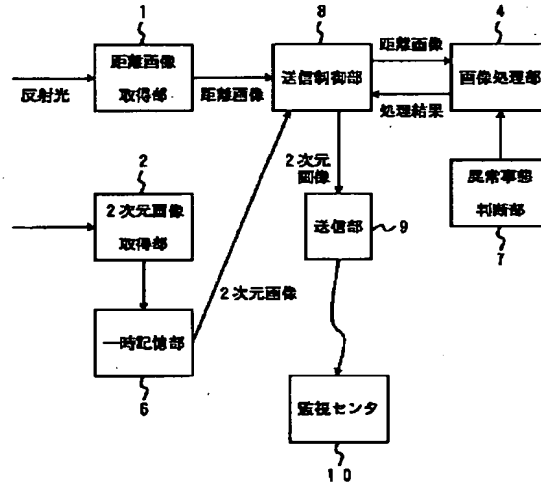 1
8
4
距離画像
取得部
送信制御部
距離画像
画像処理部
反射光
距離画像
処理結果
2
2次元
画像
異常事態
判断部
2次元画像
取得部
送信部
9
7
2次元画像
一時記憶部
6
監視センタ
10